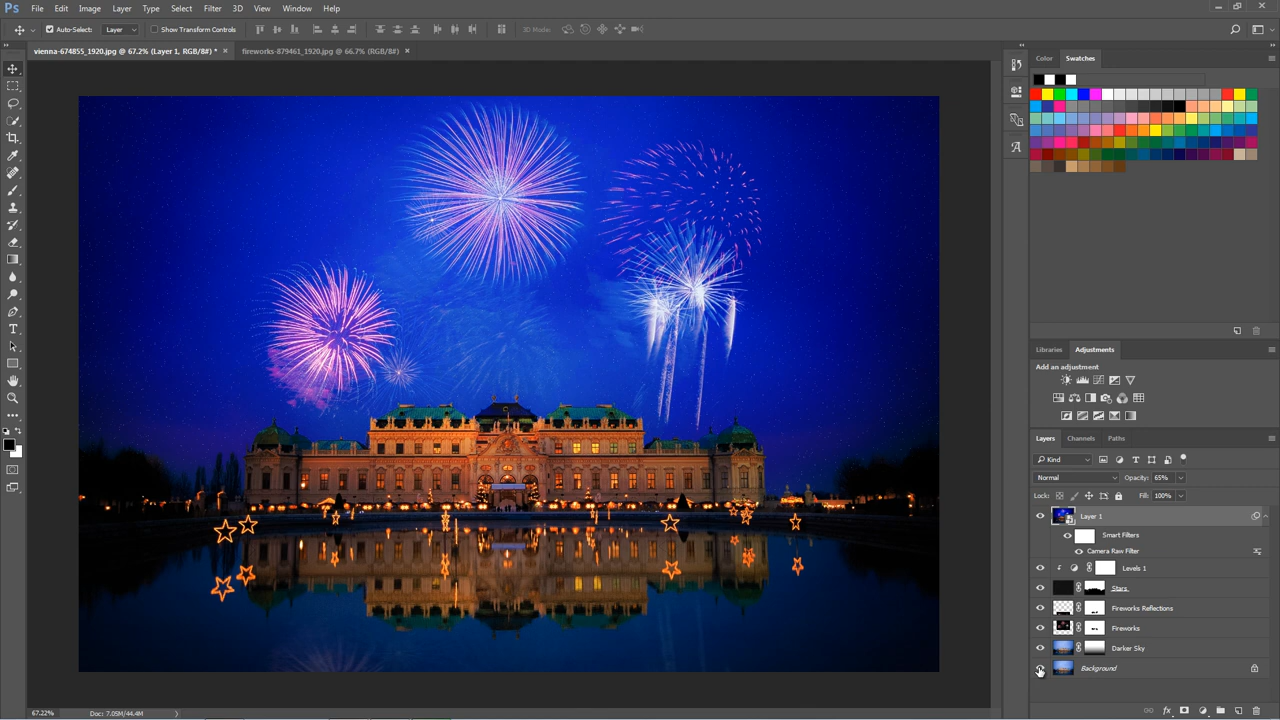 Ps File Edit Image Layer Type Select Filter 3D View Window Help
Auto-Select: Layer Show Transform Controls 3D Mode:
vienna-674855_1920.jpg @ 67.2% (Layer 1, RGB/8#) * × fireworks-879461_1920.jpg @ 66.7% (RGB/8#) ×
Color Swatches
Libraries Adjustments
Add an adjustment
Layers Channels Paths
Kind
Normal Opacity: 65%
Lock: Fill: 100%
Layer 1
Smart Filters
Camera Raw Filter
Levels 1
Stars
Fireworks Reflections
Fireworks
Darker Sky
Background
67.22% Doc: 7.05M/44.4M
fx